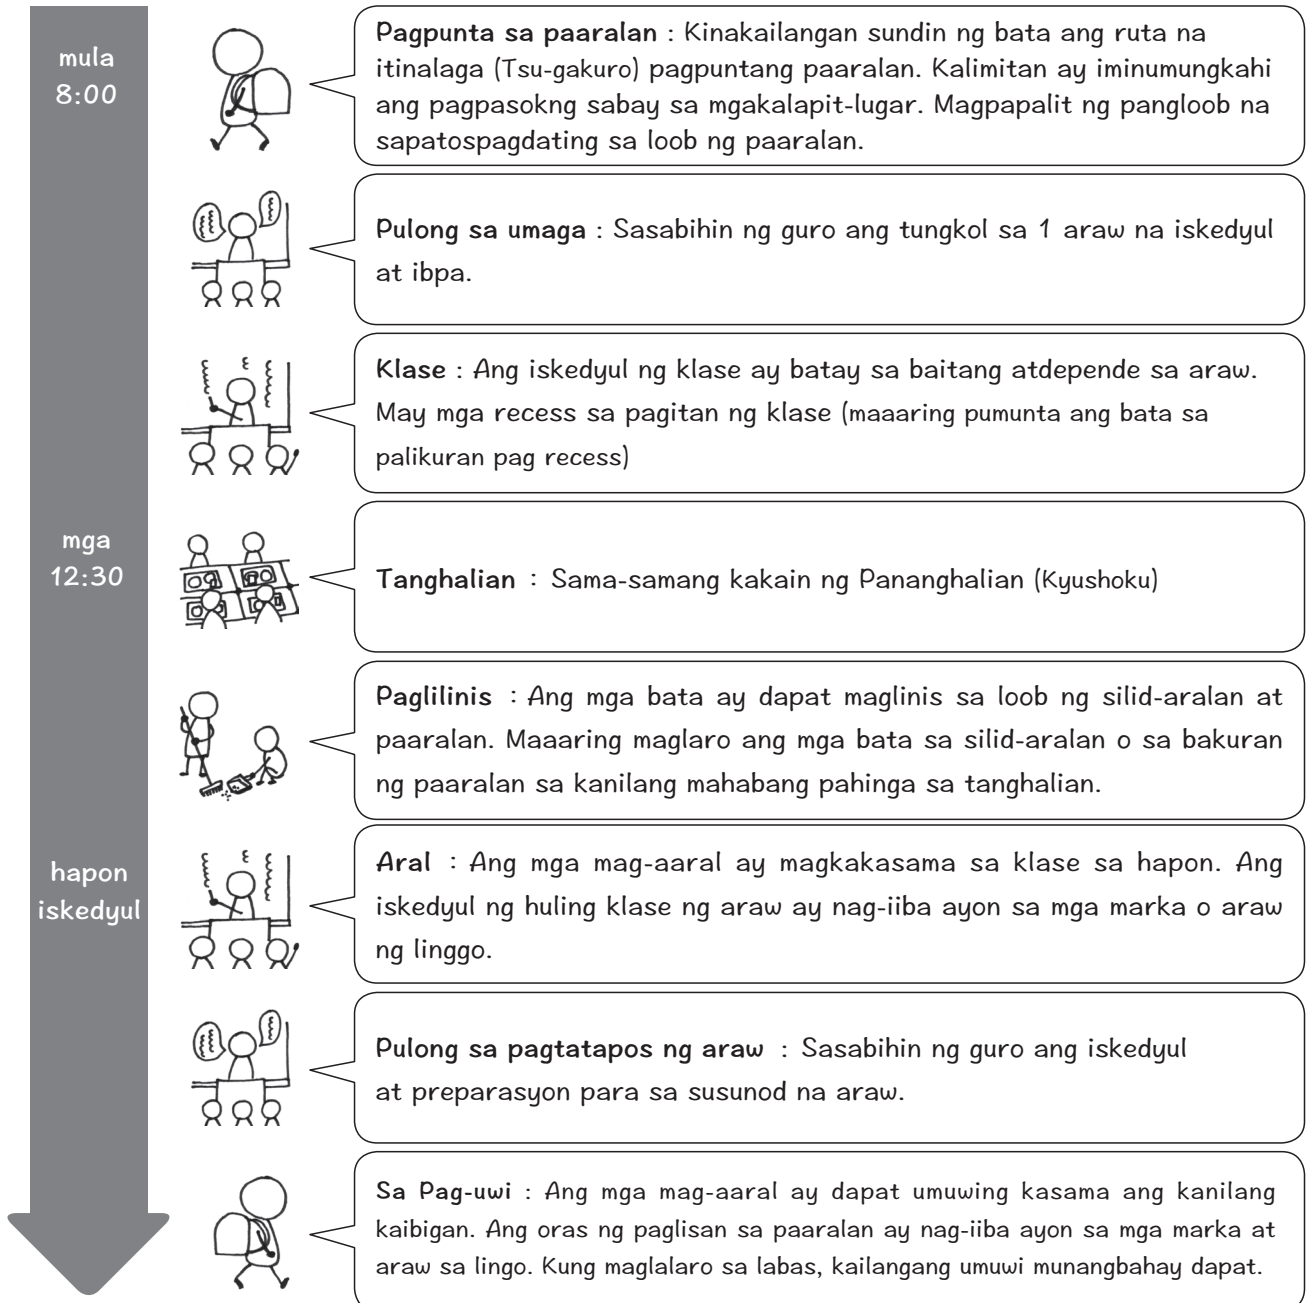 mula
8:00
Pagpunta sa paaralan : Kinakailangan sundin ng bata ang ruta na
itinalaga (Tsu-gakuro) pagpuntang paaralan. Kalimitan ay iminumungkahi
ang pagpasokng sabay sa mgakalapit-lugar. Magpapalit ng pangloob na
sapatospagdating sa loob ng paaralan.
Pulong sa umaga : Sasabihin ng guro ang tungkol sa 1 araw na iskedyul
at ibpa.
Klase : Ang iskedyul ng klase ay batay sa baitang atdepende sa araw.
May mga recess sa pagitan ng klase (maaaring pumunta ang bata sa
palikuran pag recess)
mga
12:30
Tanghalian : Sama-samang kakain ng Pananghalian (Kyushoku)
Paglilinis : Ang mga bata ay dapat maglinis sa loob ng silid-aralan at
paaralan. Maaaring maglaro ang mga bata sa silid-aralan o sa bakuran
ng paaralan sa kanilang mahabang pahinga sa tanghalian.
hapon
iskedyul
Aral : Ang mga mag-aaral ay magkakasama sa klase sa hapon. Ang
iskedyul ng huling klase ng araw ay nag-iiba ayon sa mga marka o araw
ng linggo.
Pulong sa pagtatapos ng araw : Sasabihin ng guro ang iskedyul
at preparasyon para sa susunod na araw.
Sa Pag-uwi : Ang mga mag-aaral ay dapat umuwing kasama ang kanilang
kaibigan. Ang oras ng paglisan sa paaralan ay nag-iiba ayon sa mga marka at
araw sa lingo. Kung maglalaro sa labas, kailangang umuwi munangbahay dapat.